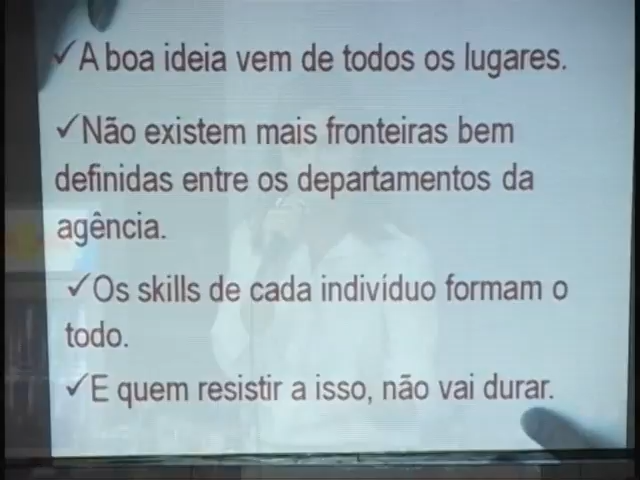 ✓A boa ideia vem de todos os lugares.
✓Não existem mais fronteiras bem
definidas entre os departamentos da
agência.
✓Os skills de cada indivíduo formam o
todo.
✓E quem resistir a isso, não vai durar.